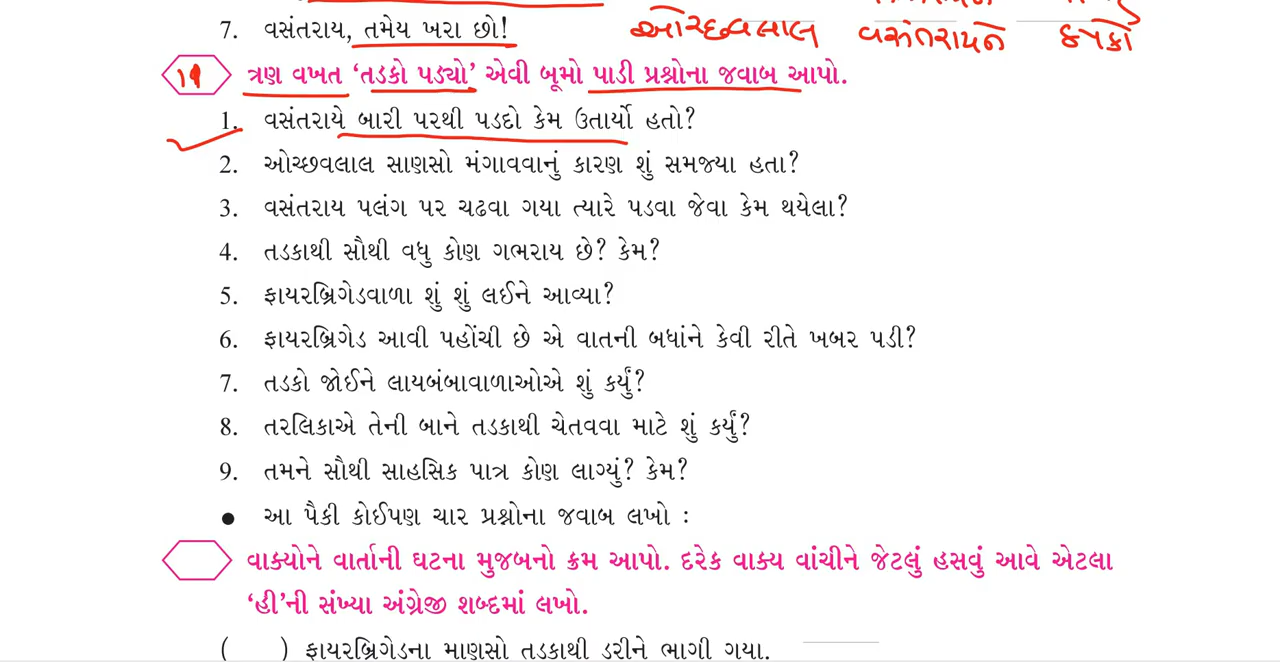 7. વસંતરાય, તમેય ખરા છો! ઓચ્છવલાલ વસંતરાયને
19 ત્રણ વખત ‘તડકો પડ્યો’ એવી બૂમો પાડી પ્રશ્નોના જવાબ આપો.
1. વસંતરાયે બારી પરથી પડદો કેમ ઉતાર્યો હતો?
2. ઓચ્છવલાલ સાણસો મંગાવવાનું કારણ શું સમજ્યા હતા?
3. વસંતરાય પલંગ પર ચઢવા ગયા ત્યારે પડવા જેવા કેમ થયેલા?
4. તડકાથી સૌથી વધુ કોણ ગભરાય છે? કેમ?
5. ફાયરબ્રિગેડવાળા શું શું લઈને આવ્યા?
6. ફાયરબ્રિગેડ આવી પહોંચી છે એ વાતની બધાંને કેવી રીતે ખબર પડી?
7. તડકો જોઈને લાયબંબાવાળાઓએ શું કર્યું?
8. તરલિકાએ તેની બાને તડકાથી ચેતવવા માટે શું કર્યું?
9. તમને સૌથી સાહસિક પાત્ર કોણ લાગ્યું? કેમ?
● આ પૈકી કોઈપણ ચાર પ્રશ્નોના જવાબ લખો :
વાક્યોને વાર્તાની ઘટના મુજબનો ક્રમ આપો. દરેક વાક્ય વાંચીને જેટલું હસવું આવે એટલા
‘હી’ની સંખ્યા અંગ્રેજી શબ્દમાં લખો.
( ) ફાયરબ્રિગેડના માણસો તડકાથી ડરીને ભાગી ગયા.